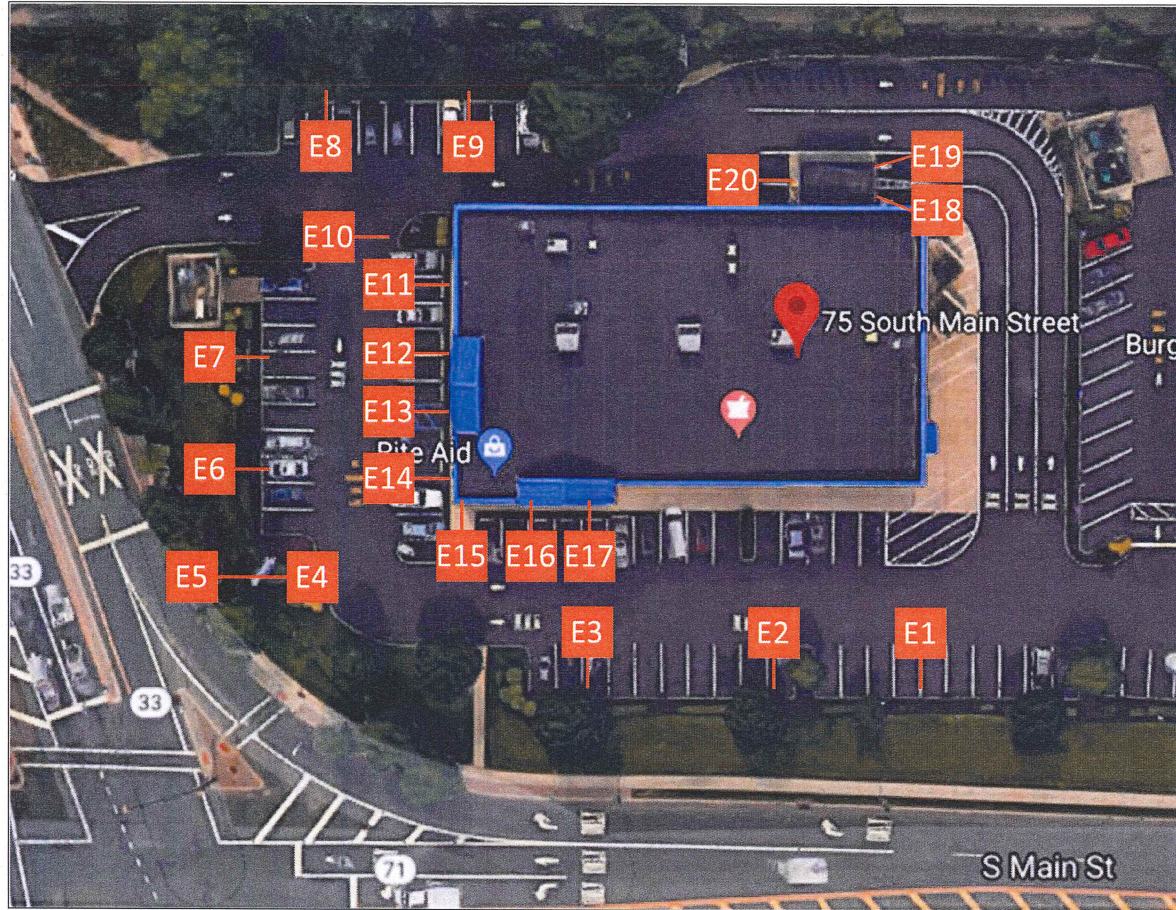 E8
E9
E19
E20
E18
E10
E11
75 South Main Street
E12
E7
Burg
E13
Rite Aid
E6
E14
E15
E16
E17
33
E5
E4
E3
E2
E1
33
71
S Main St